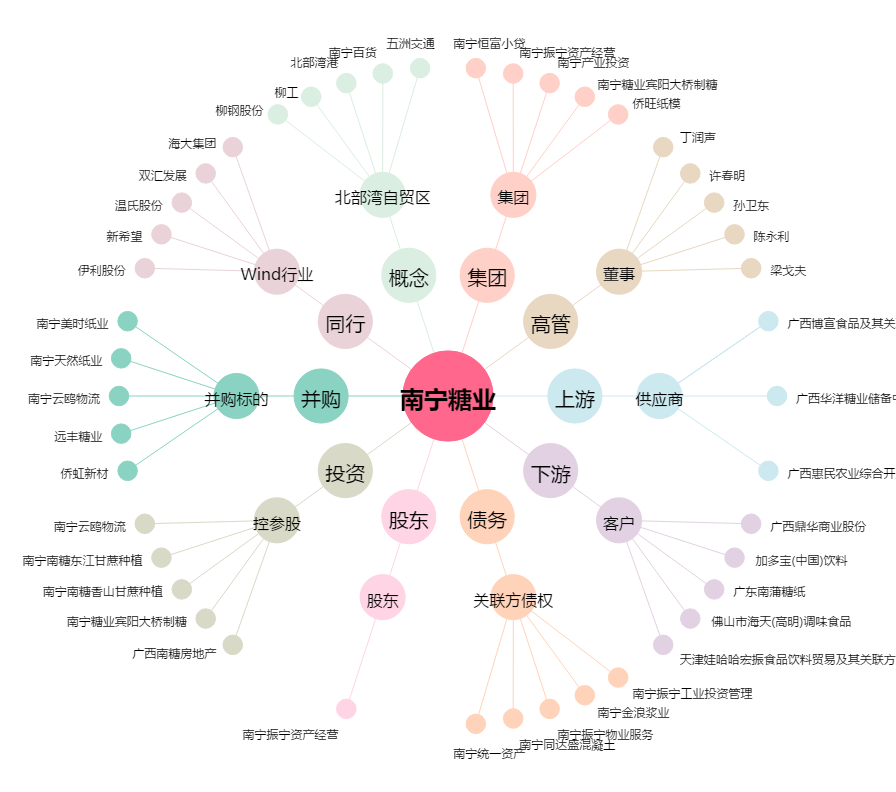 南宁糖业
概念
北部湾自贸区
柳钢股份
柳工
北部湾港
南宁百货
五洲交通
集团
集团
南宁恒富小贷
南宁振宁资产经营
南宁产业投资
南宁糖业宾阳大桥制糖
侨旺纸模
高管
董事
丁润声
许春明
孙卫东
陈永利
梁戈夫
上游
供应商
广西博宣食品及其关
广西华洋糖业储备中
广西惠民农业综合开
下游
客户
广西鼎华商业股份
加多宝(中国)饮料
广东南蒲糖纸
佛山市海天(高明)调味食品
天津娃哈哈宏振食品饮料贸易及其关联方
债务
关联方债权
南宁振宁工业投资管理
南宁金浪浆业
南宁振宁物业服务
南宁同达盛混凝土
南宁统一资产
股东
股东
南宁振宁资产经营
投资
控参股
南宁云鸥物流
南宁南糖东江甘蔗种植
南宁南糖香山甘蔗种植
南宁糖业宾阳大桥制糖
广西南糖房地产
并购
并购标的
南宁美时纸业
南宁天然纸业
南宁云鸥物流
远丰糖业
侨虹新材
同行
Wind行业
海大集团
双汇发展
温氏股份
新希望
伊利股份